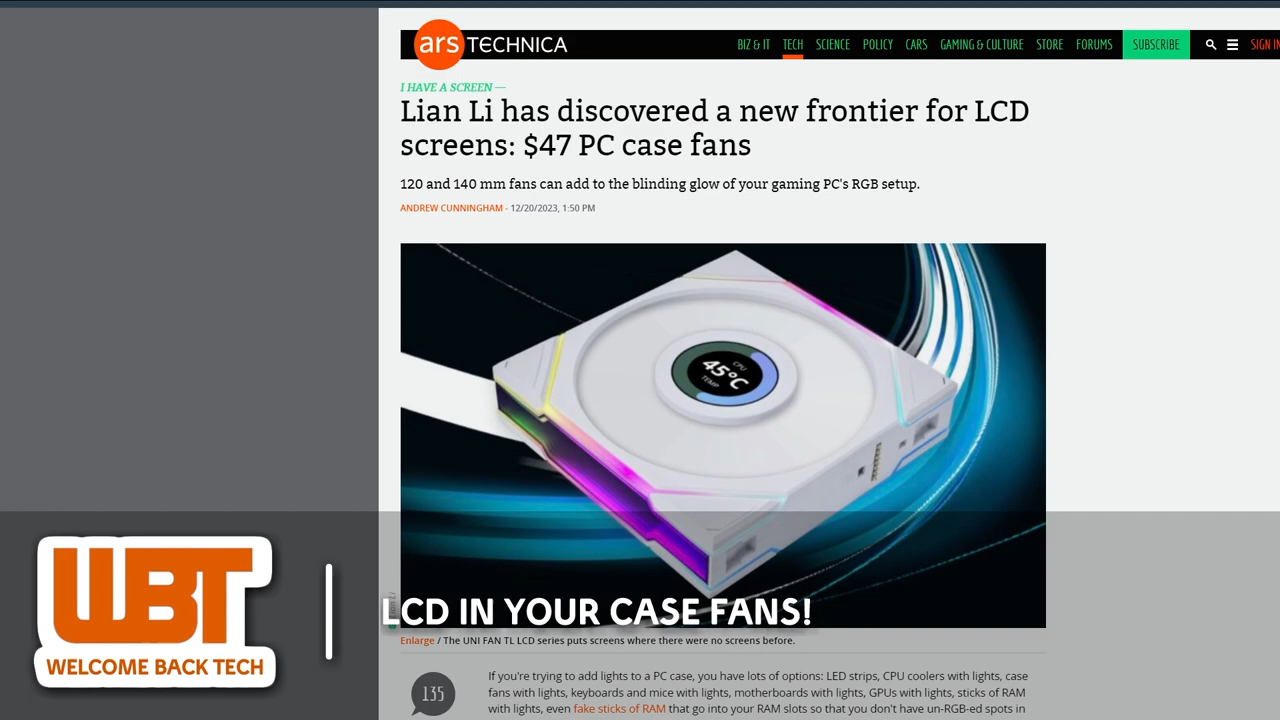 ars TECHNICA
BIZ & IT TECH SCIENCE POLICY CARS GAMING & CULTURE STORE FORUMS SUBSCRIBE SIGN IN
I HAVE A SCREEN —
Lian Li has discovered a new frontier for LCD
screens: $47 PC case fans
120 and 140 mm fans can add to the blinding glow of your gaming PC's RGB setup.
ANDREW CUNNINGHAM - 12/20/2023, 1:50 PM
CPU
45°C
TEMP
WBT
WELCOME BACK TECH
LCD IN YOUR CASE FANS!
Enlarge / The UNI FAN TL LCD series puts screens where there were no screens before.
135
If you're trying to add lights to a PC case, you have lots of options: LED strips, CPU coolers with lights, case
fans with lights, keyboards and mice with lights, motherboards with lights, GPUs with lights, sticks of RAM
with lights, even fake sticks of RAM that go into your RAM slots so that you don't have un-RGB-ed spots in